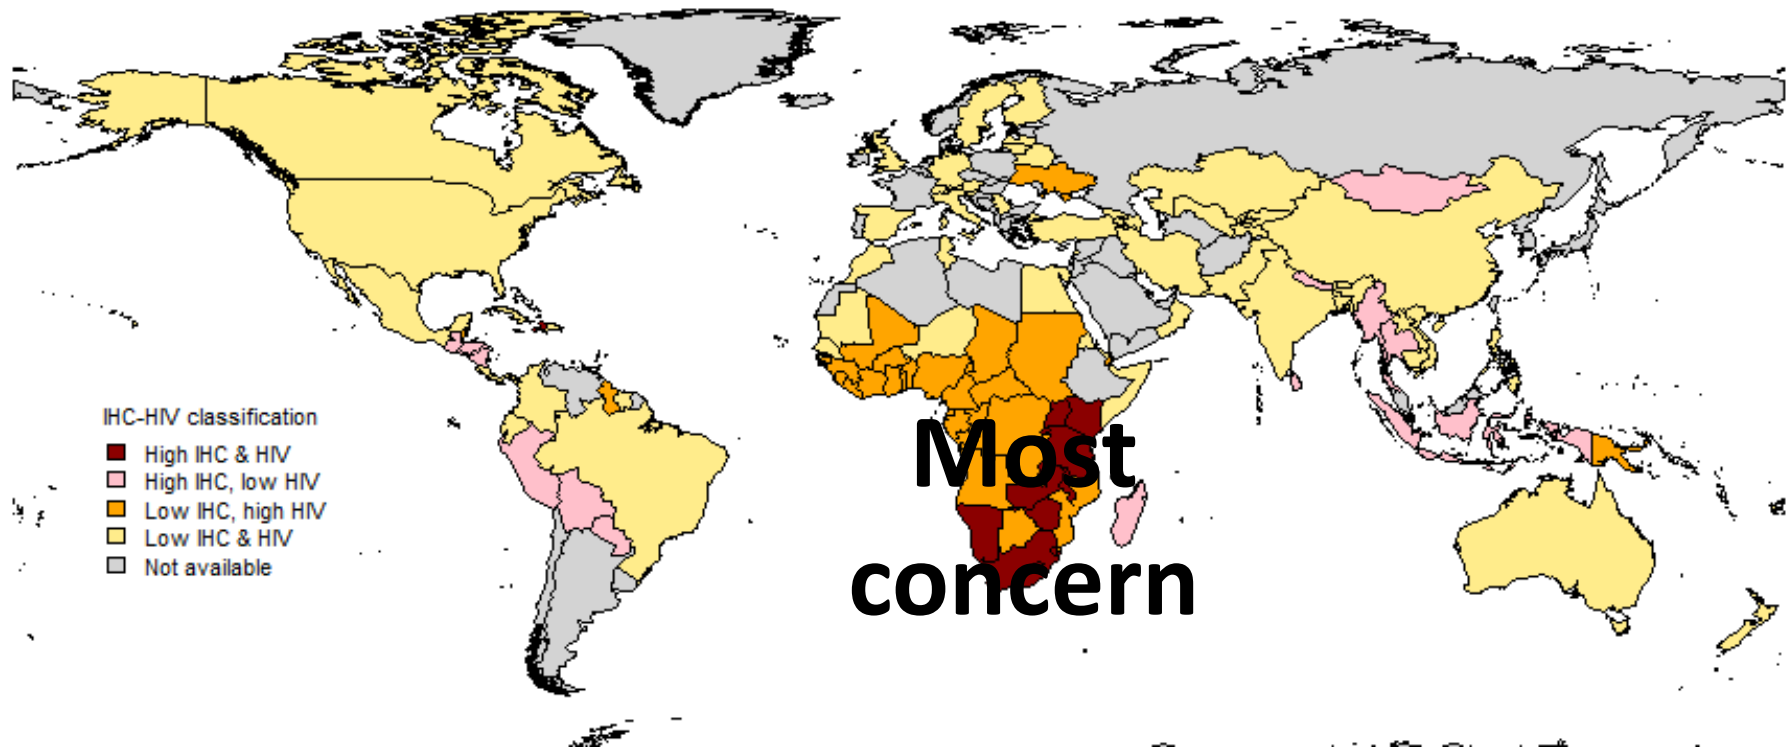 IHC-HIV classification
High IHC & HIV
High IHC, low HIV
Low IHC, high HIV
Low IHC & HIV
Not available
Most
concern